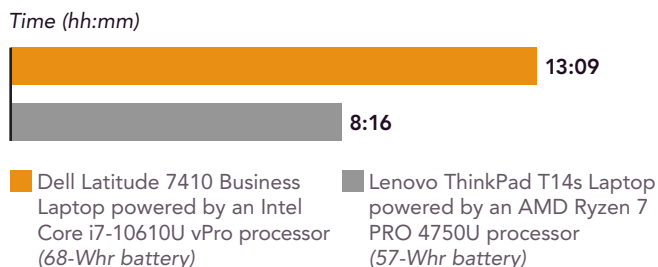 Time (hh:mm)
13:09
8:16
Dell Latitude 7410 Business
Laptop powered by an Intel
Core i7-10610U vPro processor
(68-Whr battery)
Lenovo ThinkPad T14s Laptop
powered by an AMD Ryzen 7
PRO 4750U processor
(57-Whr battery)